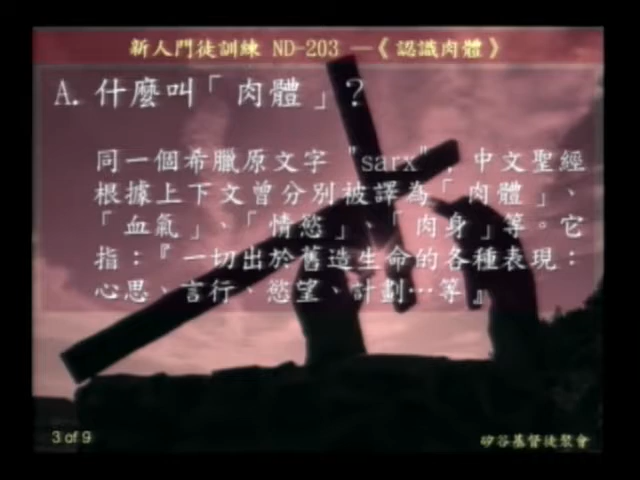 新人門徒訓練 ND-203 —《認識肉體》
A. 什麼叫「肉體」？
同一個希臘原文字 "sarx"，中文聖經
根據上下文曾分別被譯為「肉體」、
「血氣」、「情慾」、「肉身」等。它
指：『一切出於舊造生命的各種表現：
心思、言行、慾望、計劃…等』
3 of 9
矽谷基督徒聚會